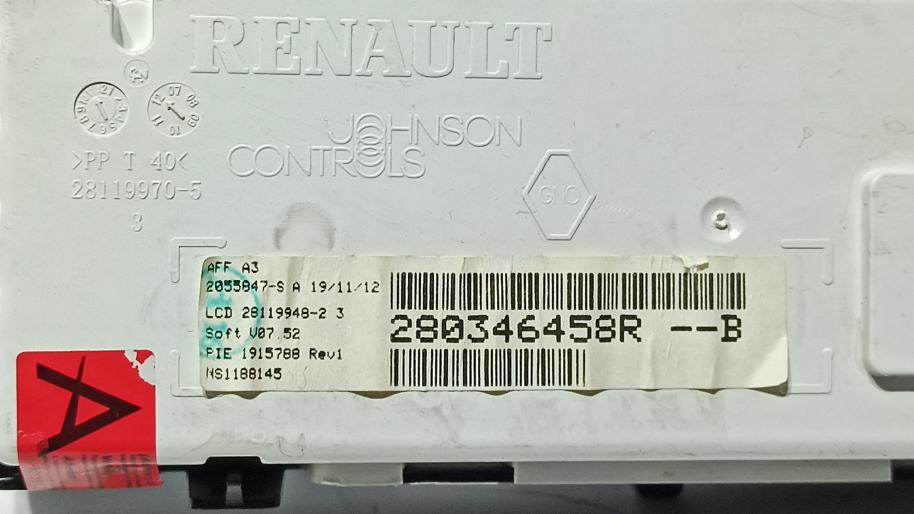 RENAULT
JOHNSON
CONTROLS
>PP T 40<
28119970-5
3
GNO
AFF A3
2055847-S A 19/11/12
LCD 28119948-2 3
Soft V07.52
PIE 1915788 Rev1
NS1188145
280346458R --B
A